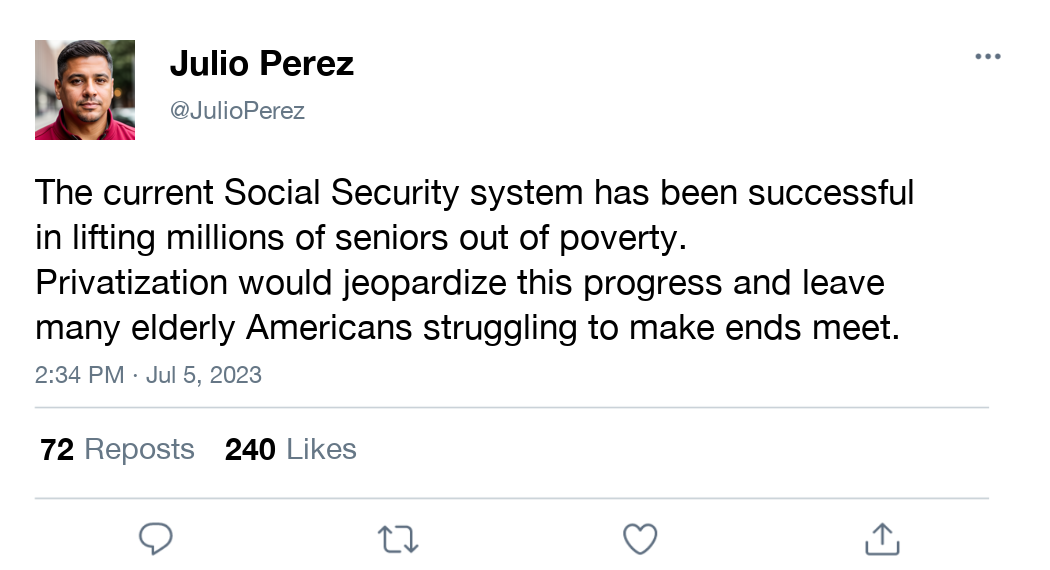 Julio Perez
@JulioPerez
The current Social Security system has been successful
in lifting millions of seniors out of poverty.
Privatization would jeopardize this progress and leave
many elderly Americans struggling to make ends meet.
2:34 PM · Jul 5, 2023
72 Reposts 240 Likes